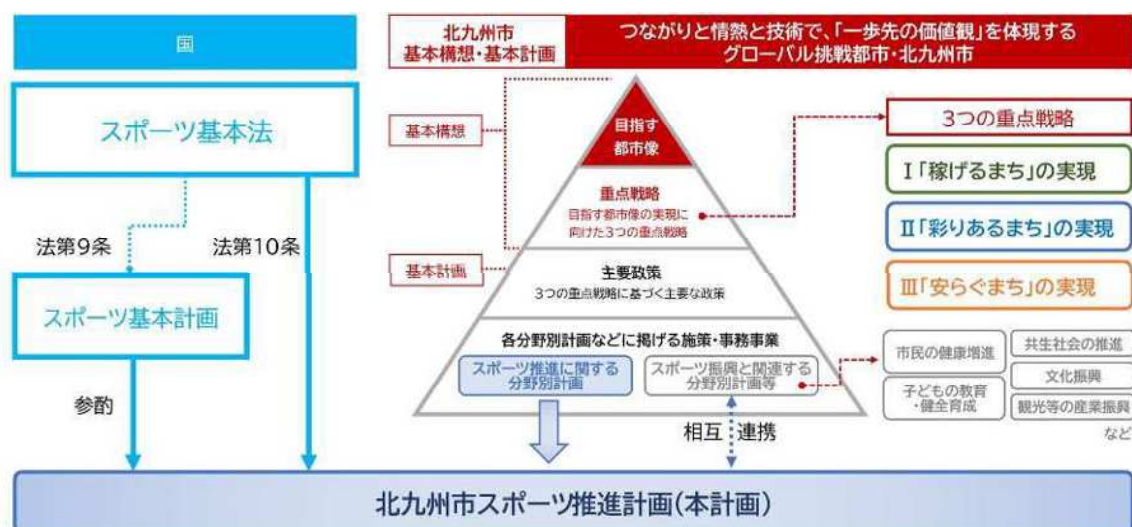 国
スポーツ基本法
法第9条
法第10条
スポーツ基本計画
参酌
北九州市
基本構想・基本計画
つながりと情熱と技術で、「一歩先の価値観」を体現する
グローバル挑戦都市・北九州市
基本構想
基本計画
目指す
都市像
重点戦略
目指す都市像の実現に
向けた3つの重点戦略
主要政策
3つの重点戦略に基づく主要な政策
各分野別計画などに掲げる施策・事務事業
スポーツ推進に関する
分野別計画
スポーツ振興と関連する
分野別計画等
相互
連携
3つの重点戦略
Ⅰ「稼げるまち」の実現
Ⅱ「彩りあるまち」の実現
Ⅲ「安らぐまち」の実現
市民の健康増進
共生社会の推進
子どもの教育
・健全育成
文化振興
観光等の産業振興
など
北九州市スポーツ推進計画(本計画)